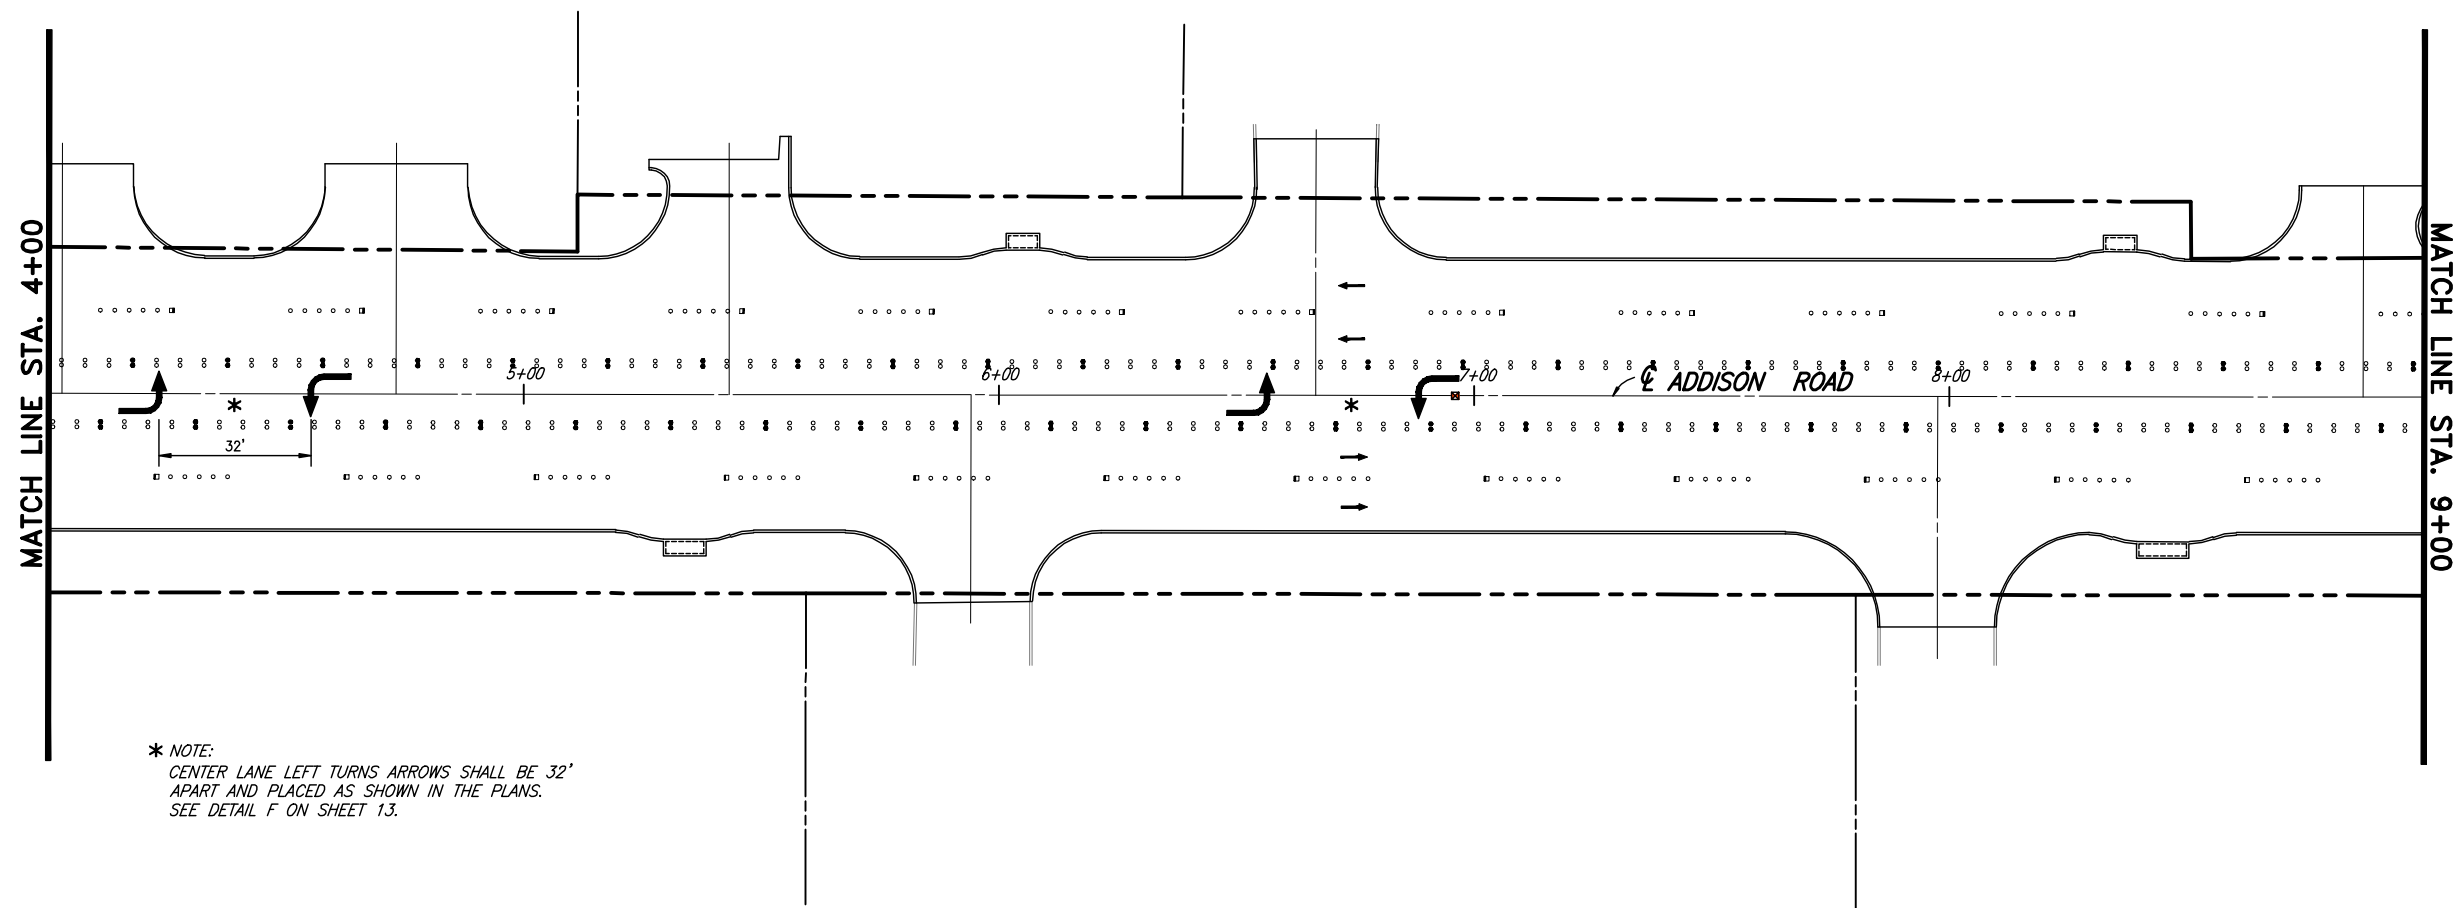 MATCH LINE STA. 4+00
5+00
6+00
7+00
℄ ADDISON ROAD
8+00
MATCH LINE STA. 9+00
*
*
32'
* NOTE:
CENTER LANE LEFT TURNS ARROWS SHALL BE 32'
APART AND PLACED AS SHOWN IN THE PLANS.
SEE DETAIL F ON SHEET 13.